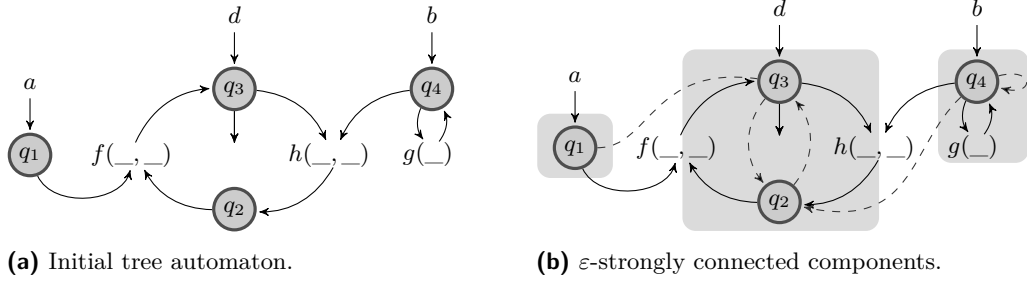 d
b
a
q3
q4
q1
f(_, _)
h(_, _)
g(_)
q2
(a) Initial tree automaton.
d
b
a
q3
q4
q1
f(_, _)
h(_, _)
g(_)
q2
(b) ε-strongly connected components.